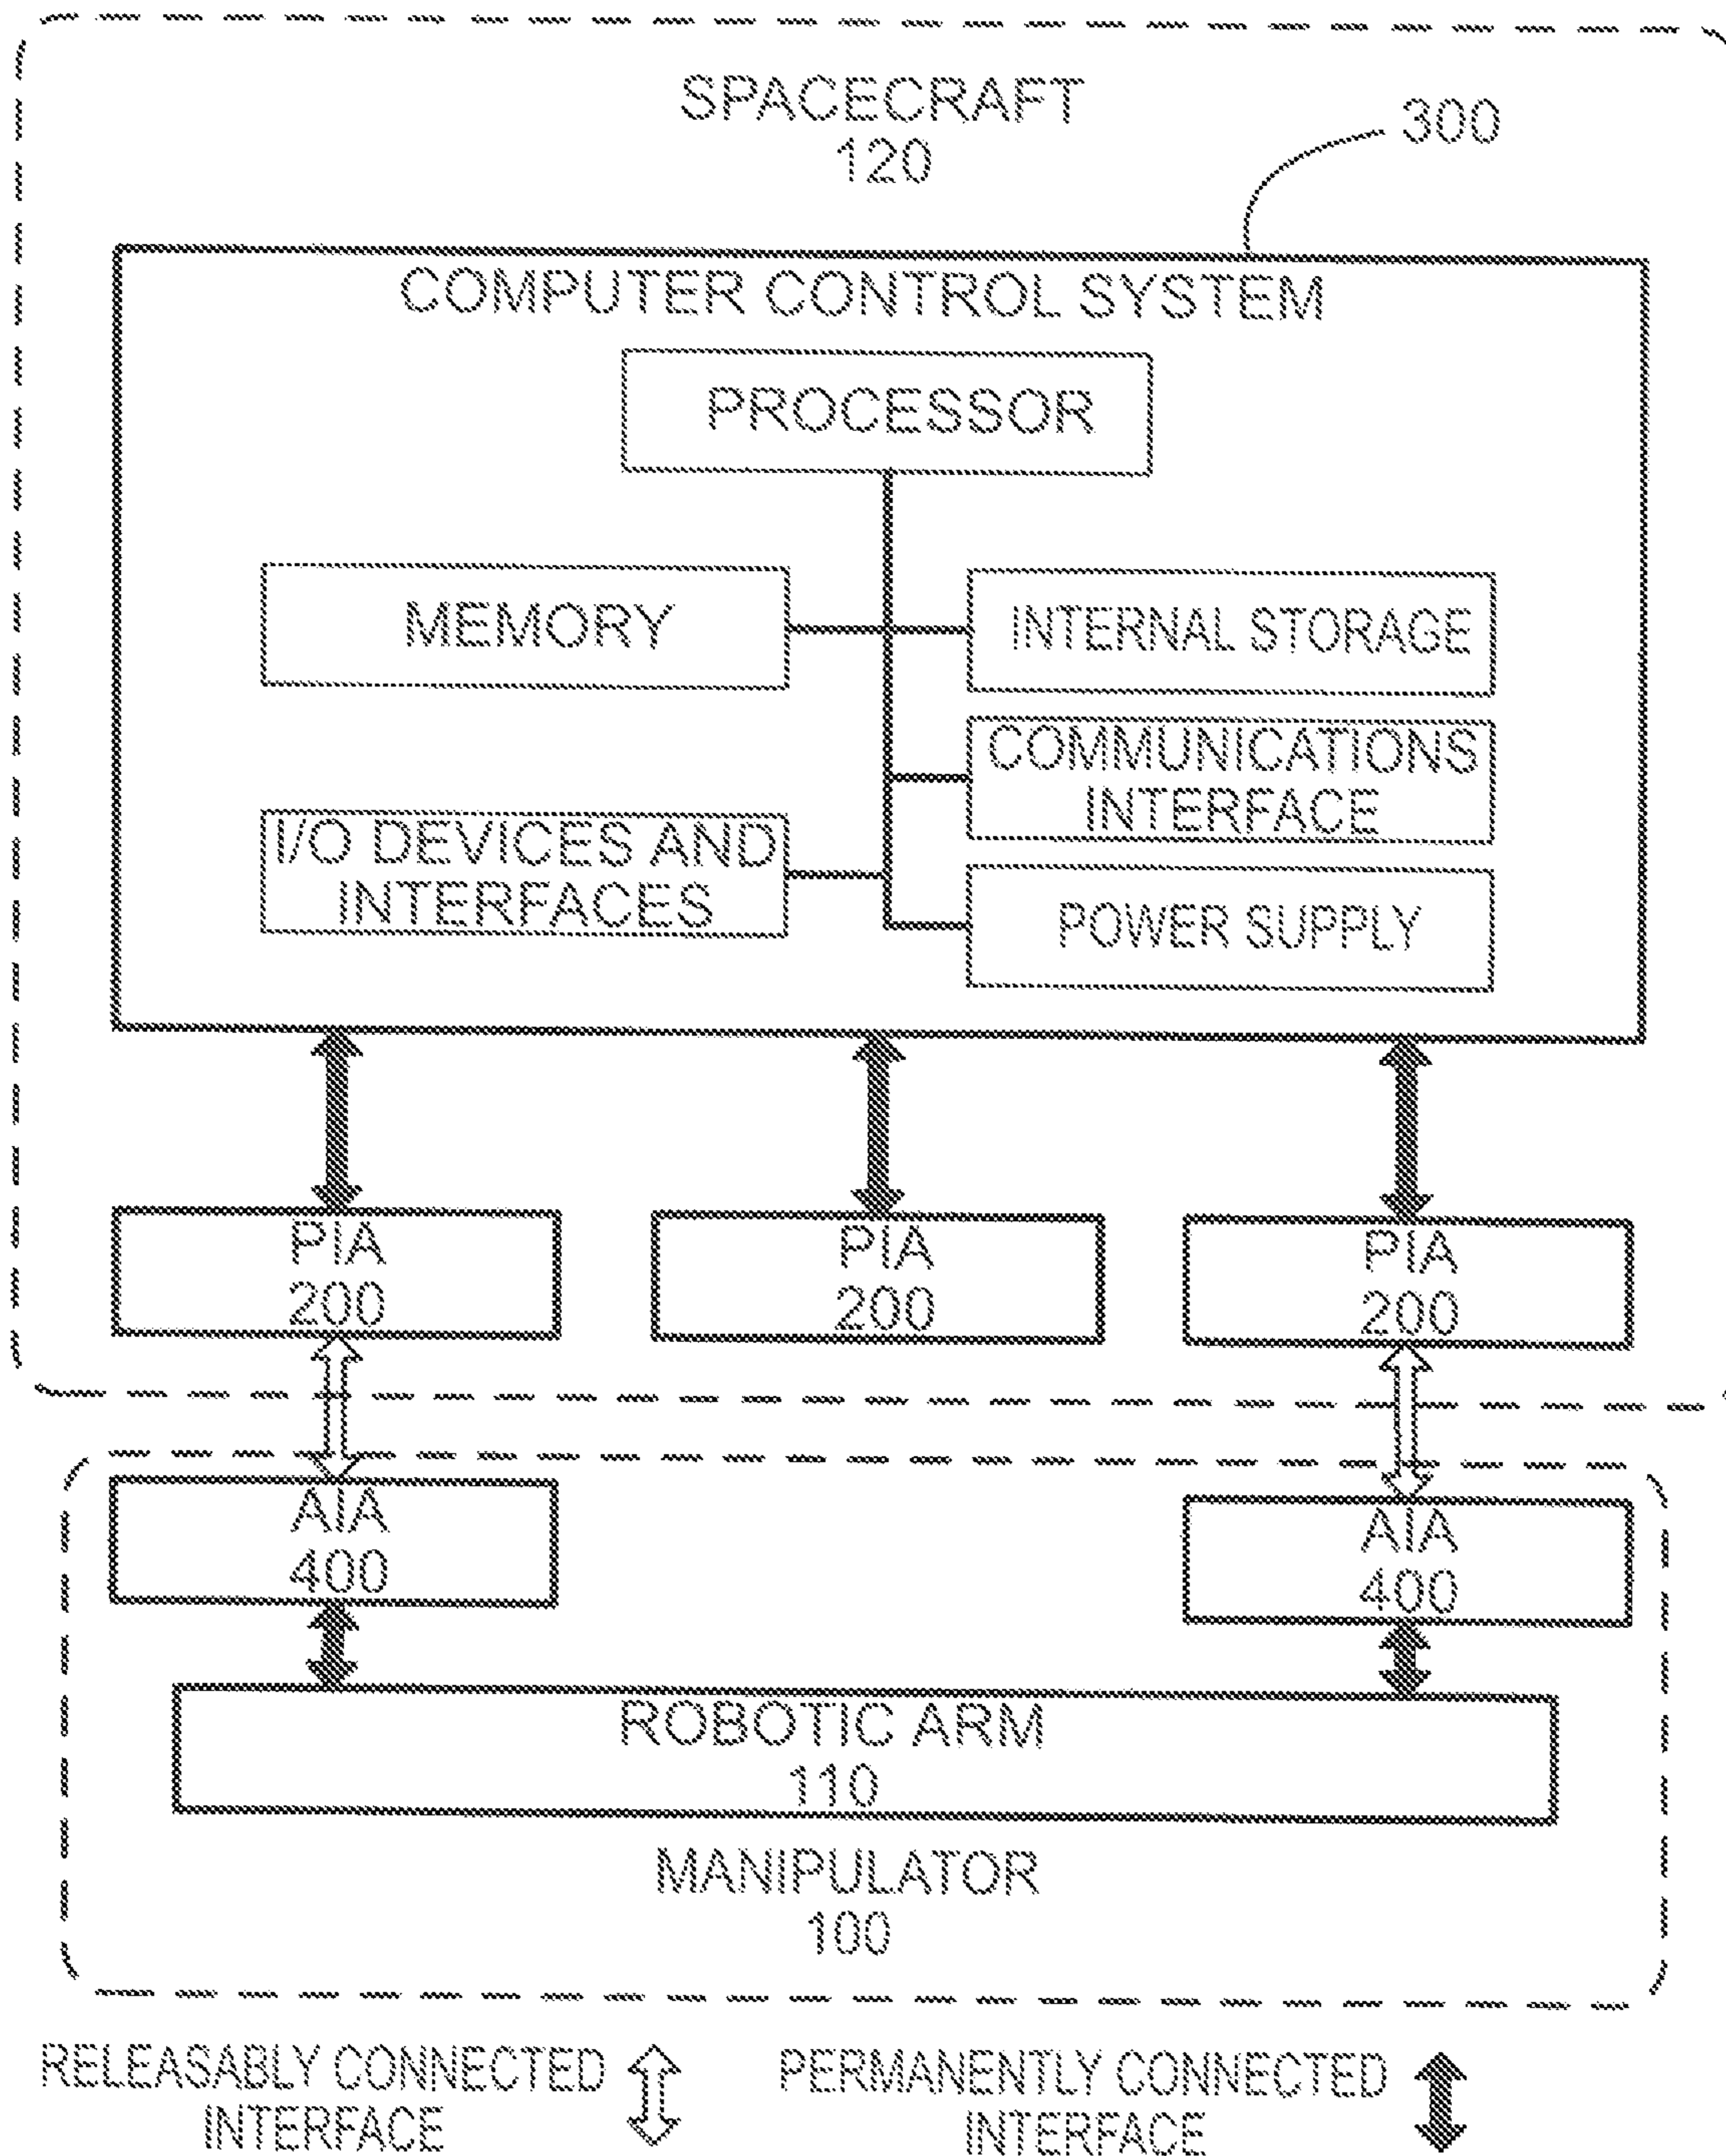 SPACECRAFT
120
300
COMPUTER CONTROL SYSTEM
PROCESSOR
MEMORY
INTERNAL STORAGE
COMMUNICATIONS
INTERFACE
I/O DEVICES AND
INTERFACES
POWER SUPPLY
PIA
200
PIA
200
PIA
200
AIA
400
AIA
400
ROBOTIC ARM
110
MANIPULATOR
100
RELEASABLY CONNECTED
INTERFACE
PERMANENTLY CONNECTED
INTERFACE